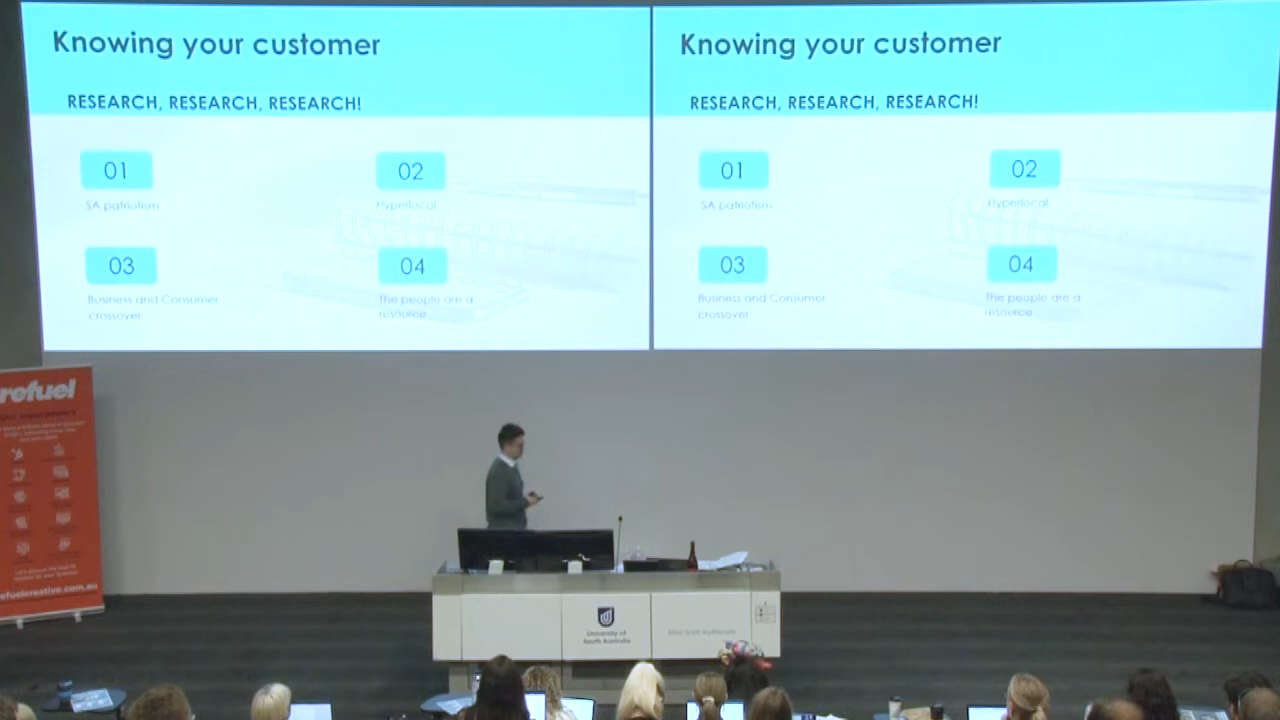 Knowing your customer
RESEARCH, RESEARCH, RESEARCH!
01
02
SA patriotism
Hyperlocal
03
04
Business and Consumer
crossover
The people are a
resource
Knowing your customer
RESEARCH, RESEARCH, RESEARCH!
01
02
SA patriotism
Hyperlocal
03
04
Business and Consumer
crossover
The people are a
resource
refuel
refuelcreative.com.au
University of
South Australia